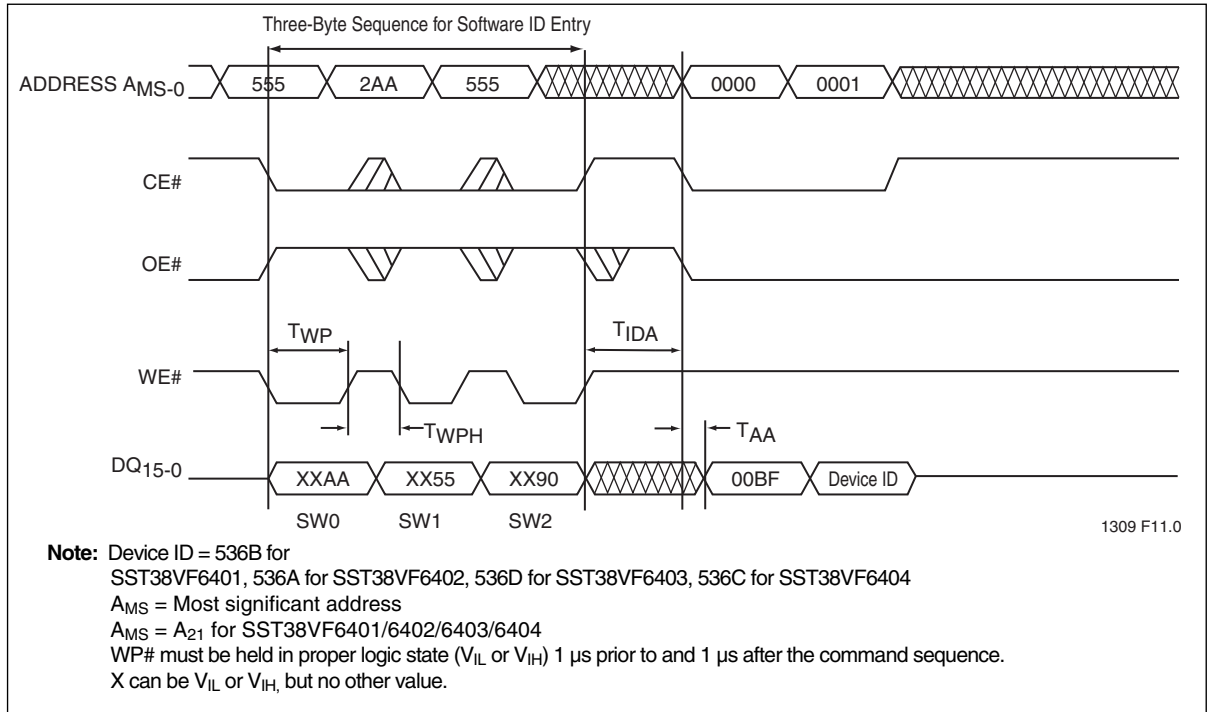 Three-Byte Sequence for Software ID Entry
ADDRESS AMS-0 555 2AA 555 0000 0001
CE#
OE#
TWP TIDA
WE#
TWPH TAA
DQ15-0 XXAA XX55 XX90 00BF Device ID
SW0 SW1 SW2
1309 F11.0
Note: Device ID = 536B for
SST38VF6401, 536A for SST38VF6402, 536D for SST38VF6403, 536C for SST38VF6404
AMS = Most significant address
AMS = A21 for SST38VF6401/6402/6403/6404
WP# must be held in proper logic state (VIL or VIH) 1 µs prior to and 1 µs after the command sequence.
X can be VIL or VIH, but no other value.